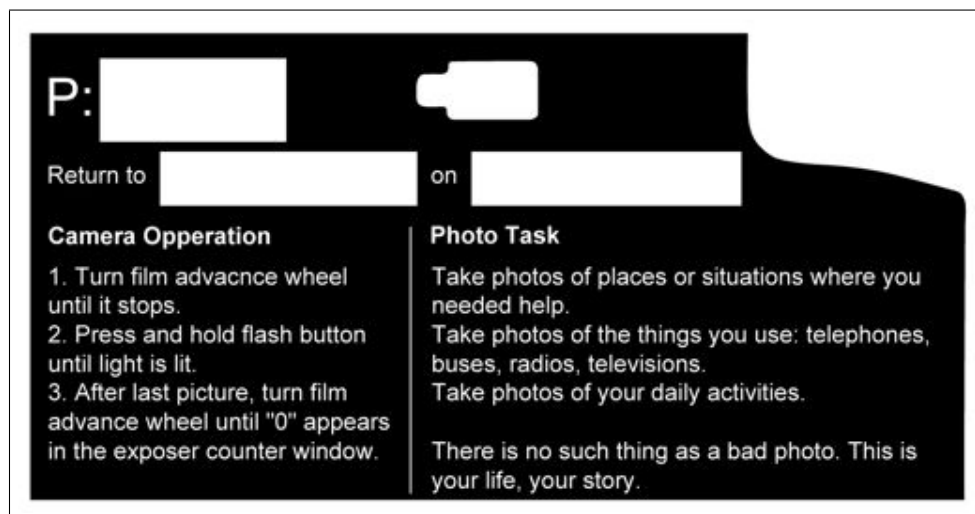 P:
Return to on
Camera Opperation
1. Turn film advacnce wheel
until it stops.
2. Press and hold flash button
until light is lit.
3. After last picture, turn film
advance wheel until "0" appears
in the exposer counter window.
Photo Task
Take photos of places or situations where you
needed help.
Take photos of the things you use: telephones,
buses, radios, televisions.
Take photos of your daily activities.
There is no such thing as a bad photo. This is
your life, your story.